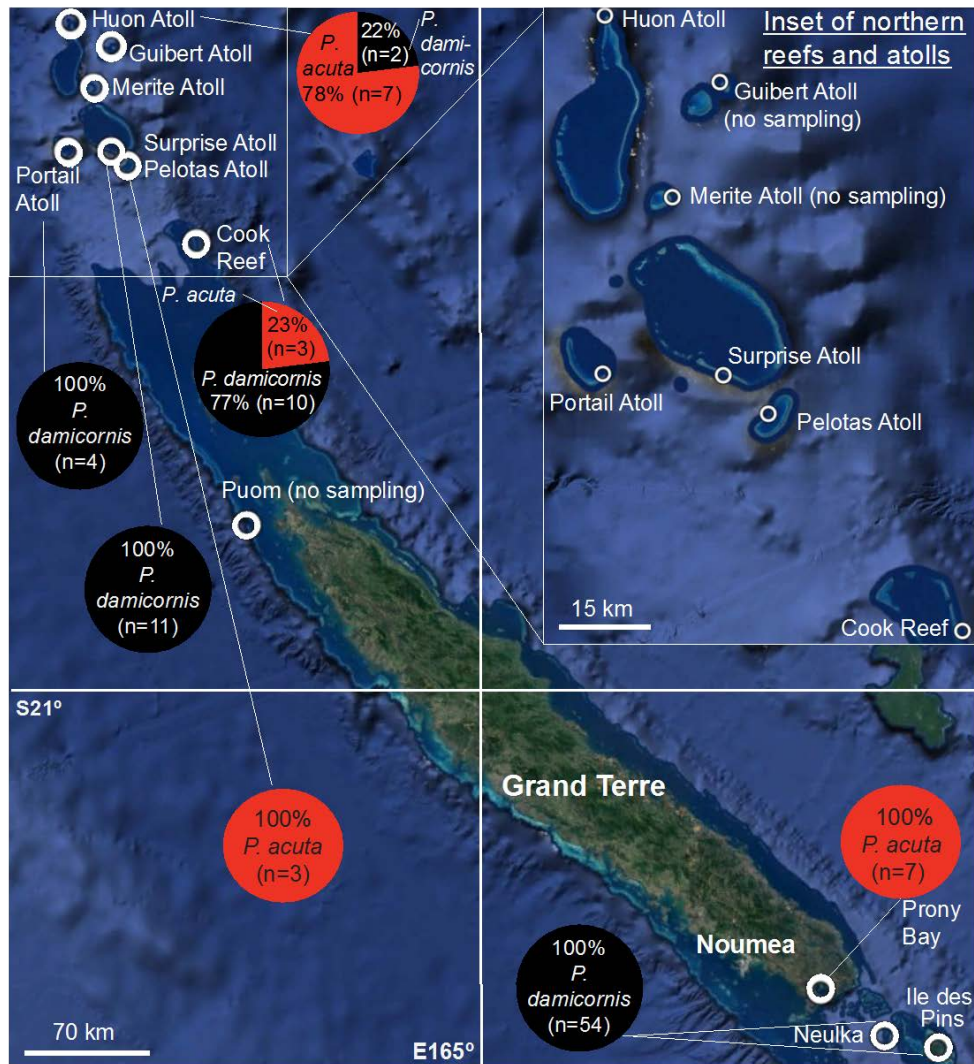 Huon Atoll
Guibert Atoll
Merite Atoll
Surprise Atoll
Pelotas Atoll
Portail
Atoll
Cook
Reef
P.
acuta
78% (n=7)
22%
(n=2)
P.
dami-
cornis
P. acuta
23%
(n=3)
P. damicornis
77% (n=10)
100%
P.
damicornis
(n=4)
100%
P.
damicornis
(n=11)
Puom (no sampling)
Inset of northern
reefs and atolls
Huon Atoll
Guibert Atoll
(no sampling)
Merite Atoll (no sampling)
Surprise Atoll
Portail Atoll
Pelotas Atoll
15 km
Cook Reef
S21º
100%
P. acuta
(n=3)
Grand Terre
100%
P. acuta
(n=7)
Prony
Bay
Noumea
100%
P.
damicornis
(n=54)
Ile des
Pins
Neulka
70 km
E165º